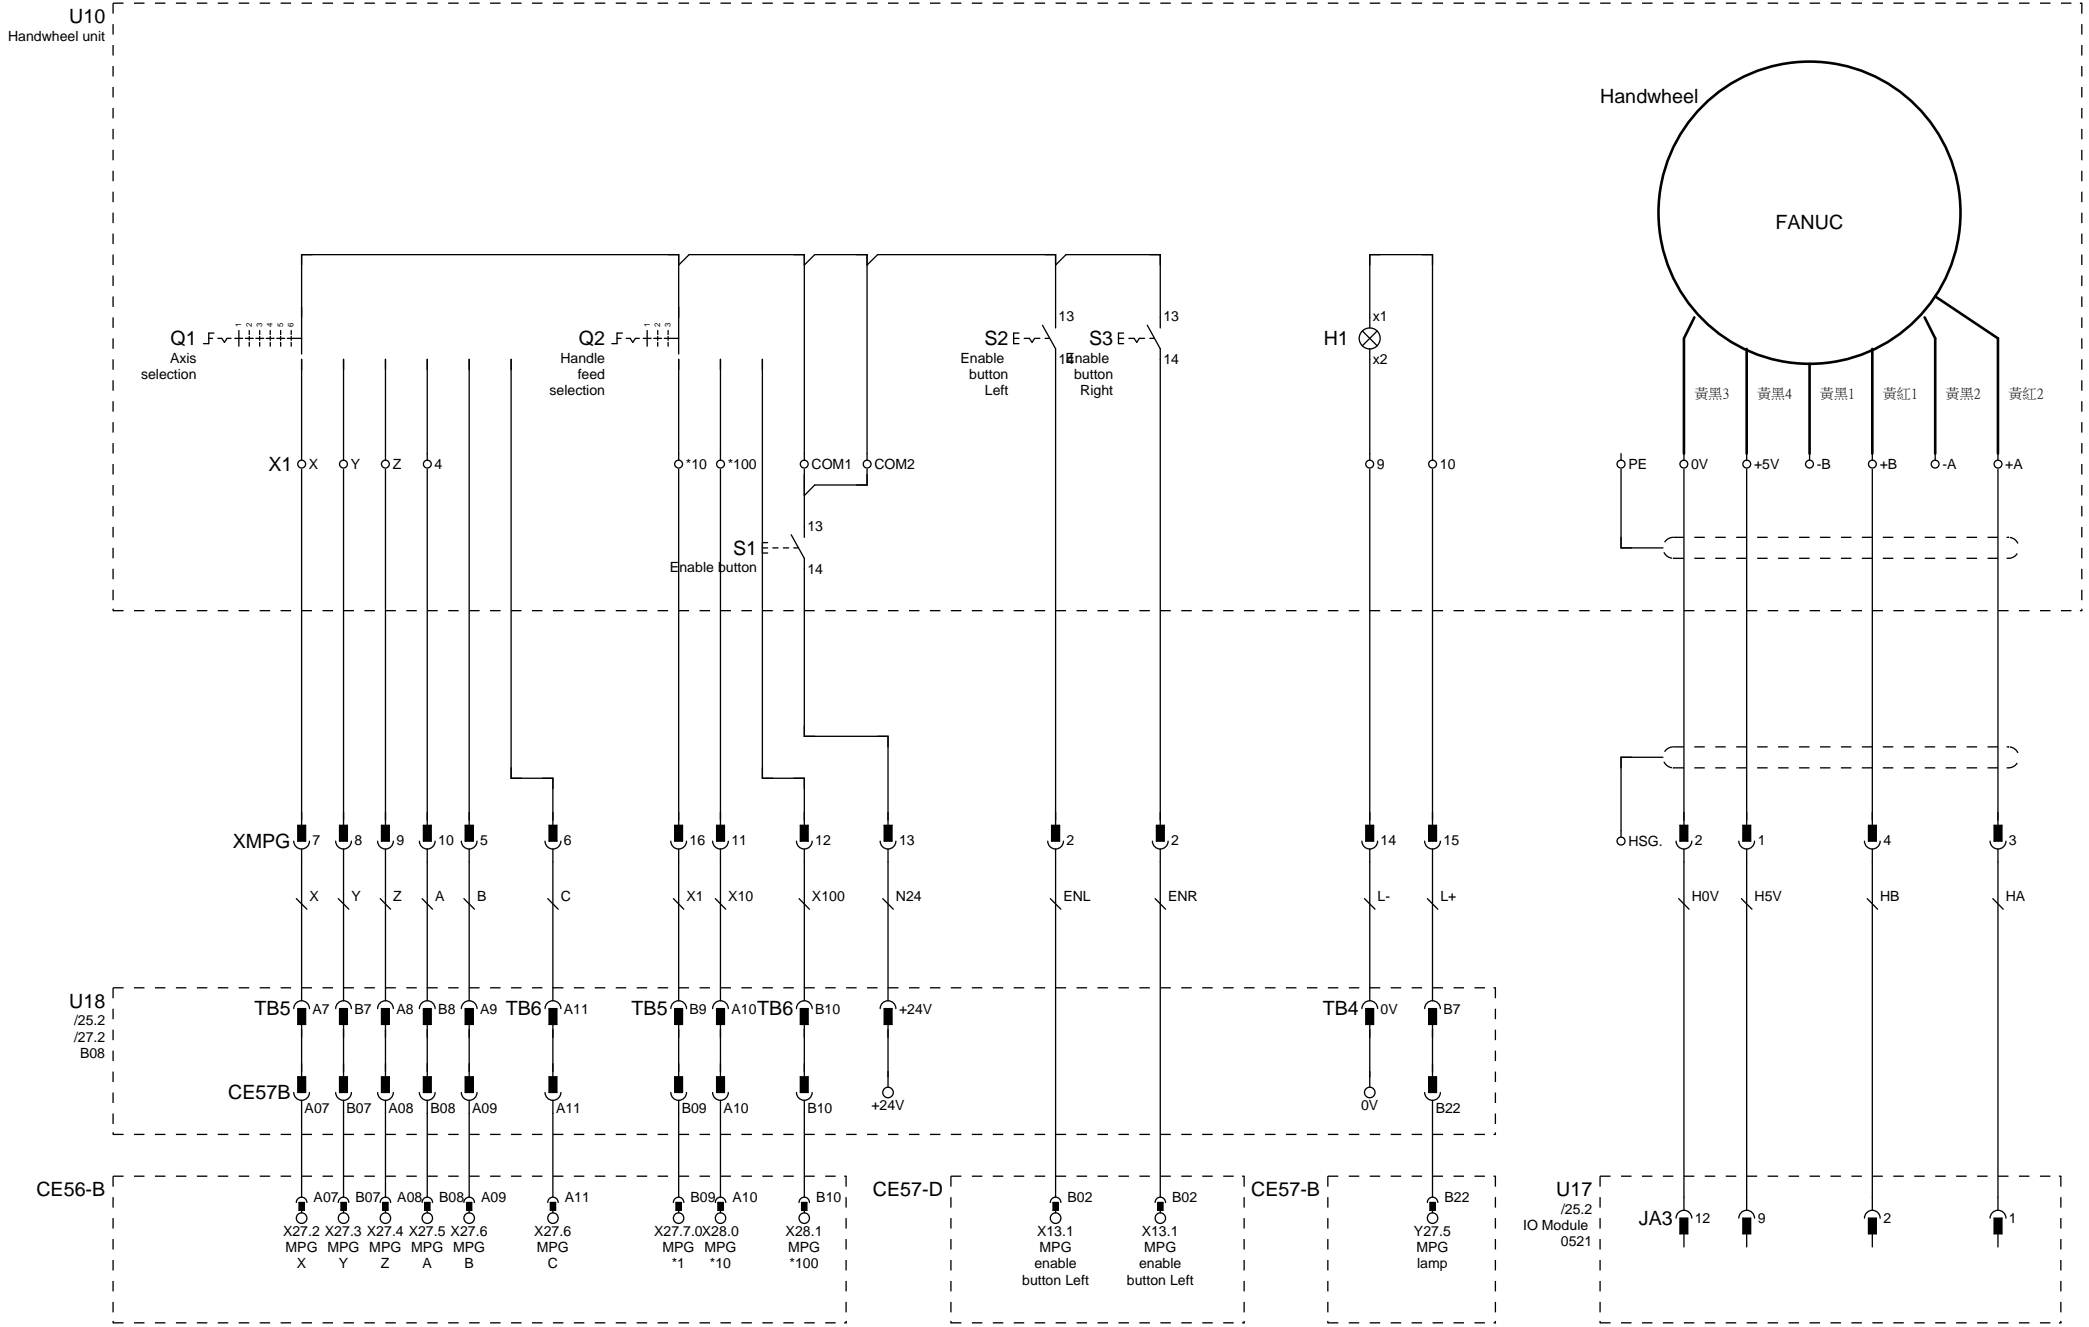 U10
Handwheel unit
Handwheel
FANUC
Q1
Axis
selection
1 2 3 4 5 6
Q2
Handle
feed
selection
1 2 3
S2
Enable
button
Left
13
14
S3
Enable
button
Right
13
14
H1
x1
x2
黃黑3 黃黑4 黃黑1 黃紅1 黃黑2 黃紅2
X1 X Y Z 4 *10 *100 COM1 COM2 9 10 PE 0V +5V -B +B -A +A
S1
Enable button
13
14
XMPG 7 8 9 10 5 6 16 11 12 13 2 2 14 15 HSG. 2 1 4 3
X Y Z A B C X1 X10 X100 N24 ENL ENR L- L+ H0V H5V HB HA
U18
/25.2
/27.2
B08
TB5 A7 B7 A8 B8 A9 TB6 A11 TB5 B9 A10 TB6 B10 +24V TB4 0V B7
CE57B A07 B07 A08 B08 A09 A11 B09 A10 B10 +24V 0V B22
CE56-B
A07 B07 A08 B08 A09 A11 B09 A10 B10
X27.2 X27.3 X27.4 X27.5 X27.6 X27.6 X27.7.0 X28.0 X28.1
MPG MPG MPG MPG MPG MPG MPG MPG MPG
X Y Z A B C *1 *10 *100
CE57-D
B02 B02
X13.1 X13.1
MPG MPG
enable enable
button Left button Left
CE57-B
B22
Y27.5
MPG
lamp
U17
/25.2
IO Module
0521
JA3 12 9 2 1